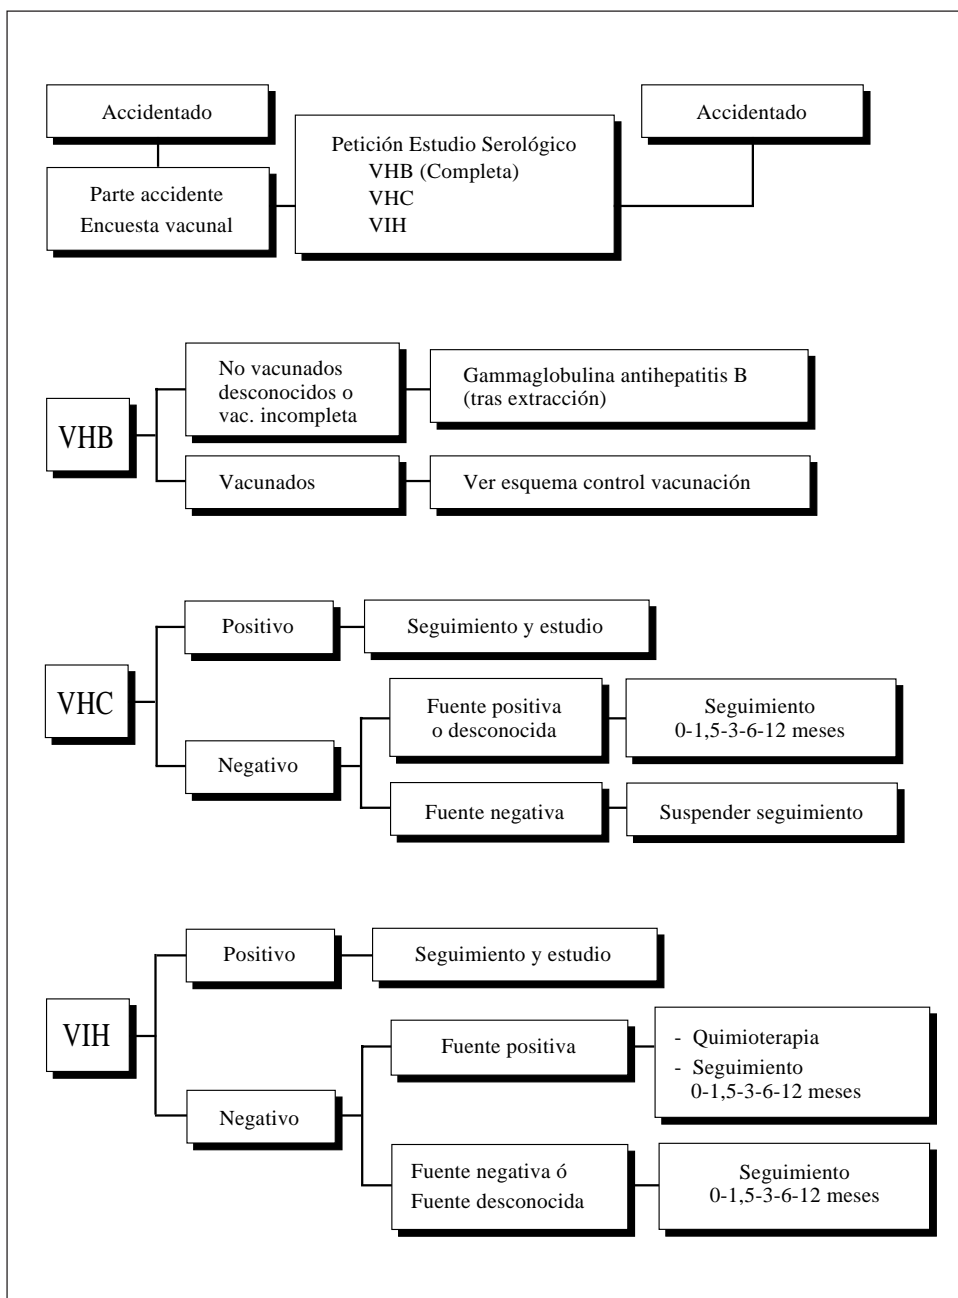 Accidentado
Accidentado
Parte accidente
Encuesta vacunal
Petición Estudio Serológico
VHB (Completa)
VHC
VIH
VHB
No vacunados
desconocidos o
vac. incompleta
Gammaglobulina antihepatitis B
(tras extracción)
Vacunados
Ver esquema control vacunación
VHC
Positivo
Seguimiento y estudio
Negativo
Fuente positiva
o desconocida
Seguimiento
0-1,5-3-6-12 meses
Fuente negativa
Suspender seguimiento
VIH
Positivo
Seguimiento y estudio
Negativo
Fuente positiva
- Quimioterapia
- Seguimiento
0-1,5-3-6-12 meses
Fuente negativa ó
Fuente desconocida
Seguimiento
0-1,5-3-6-12 meses